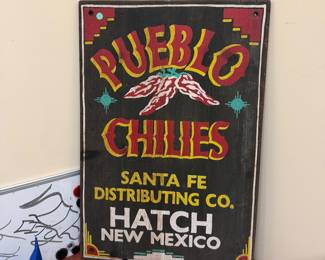 PUEBLO
CHILIES
SANTA FE
DISTRIBUTING CO.
HATCH
NEW MEXICO